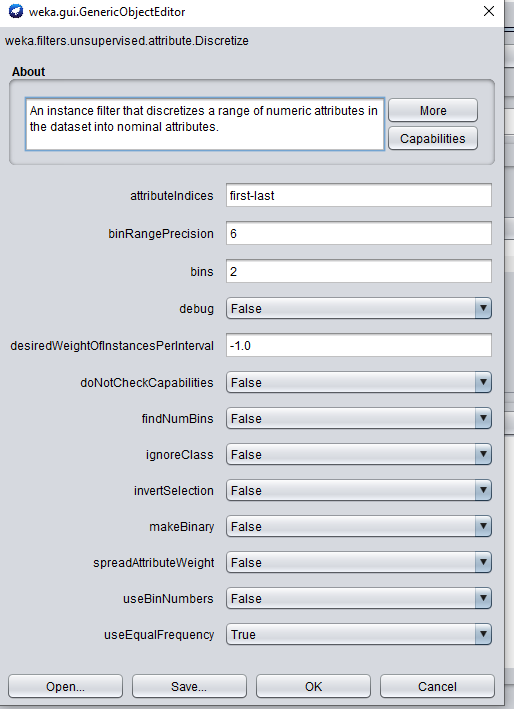 weka.gui.GenericObjectEditor
weka.filters.unsupervised.attribute.Discretize
About
An instance filter that discretizes a range of numeric attributes in
the dataset into nominal attributes.
More
Capabilities
attributeIndices first-last
binRangePrecision 6
bins 2
debug False
desiredWeightOfInstancesPerInterval -1.0
doNotCheckCapabilities False
findNumBins False
ignoreClass False
invertSelection False
makeBinary False
spreadAttributeWeight False
useBinNumbers False
useEqualFrequency True
Open... Save... OK Cancel